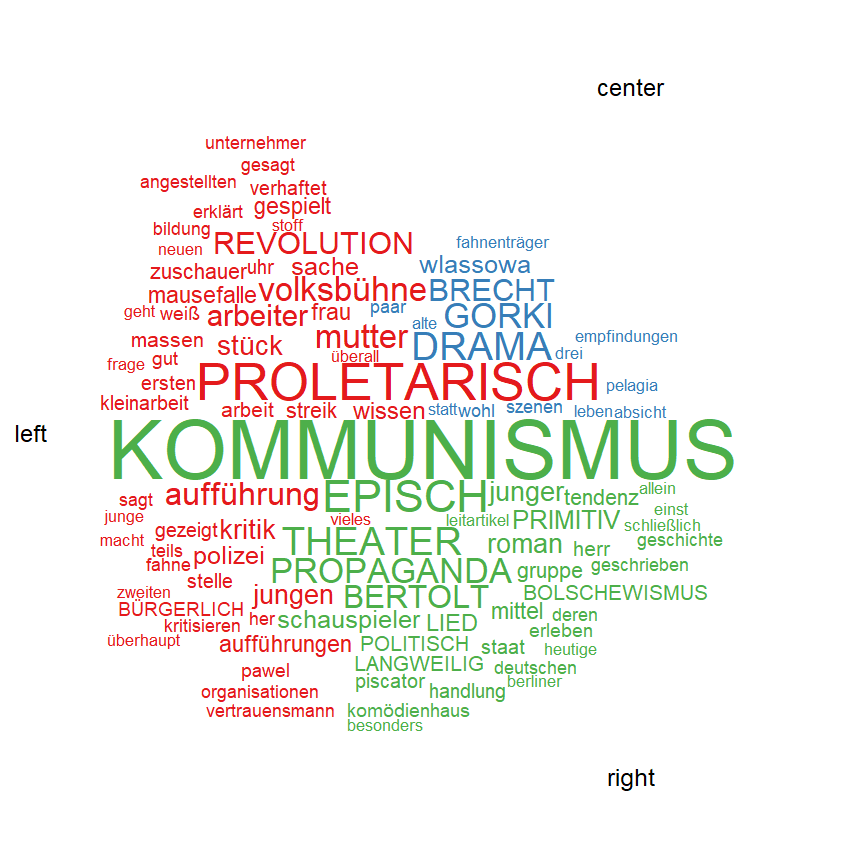 center
unternehmer
gesagt
angestellten verhaftet
erklärt gespielt
bildung stoff
neuen REVOLUTION fahnenträger
zuschauer uhr sache wlassowa
mausefalle volksbühne BRECHT
geht weiß arbeiter frau paar GORKI
massen stück mutter alte DRAMA empfindungen
frage gut überall drei
ersten PROLETARISCH pelagia
kleinarbeit arbeit streik wissen statt wohl szenen leben absicht
left KOMMUNISMUS
sagt aufführung EPISCH junger tendenz allein
junge vieles leitartikel PRIMITIV einst
gezeigt kritik schließlich
macht teils THEATER roman herr geschichte
fahne polizei PROPAGANDA gruppe geschrieben
stelle
zweiten jungen BERTOLT BOLSCHEWISMUS
BÜRGERLICH her schauspieler LIED mittel deren
kritisieren erleben
überhaupt aufführungen POLITISCH staat heutige
pawel LANGWEILIG deutschen
organisationen piscator handlung berliner
vertrauensmann komödienhaus
besonders
right